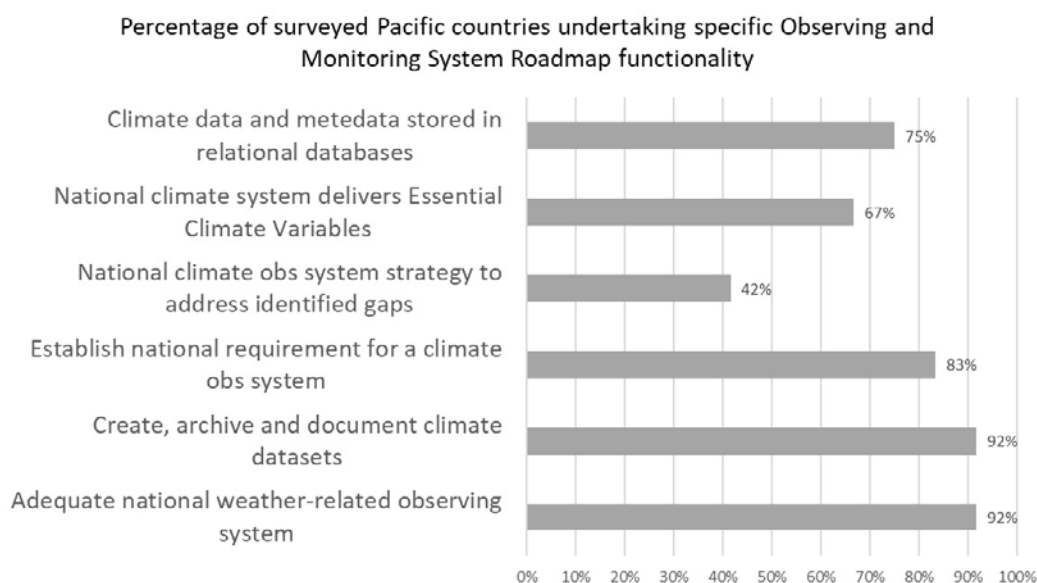 Percentage of surveyed Pacific countries undertaking specific Observing and
Monitoring System Roadmap functionality
Climate data and metedata stored in
relational databases
75%
National climate system delivers Essential
Climate Variables
67%
National climate obs system strategy to
address identified gaps
42%
Establish national requirement for a climate
obs system
83%
Create, archive and document climate
datasets
92%
Adequate national weather-related observing
system
92%
0% 10% 20% 30% 40% 50% 60% 70% 80% 90% 100%